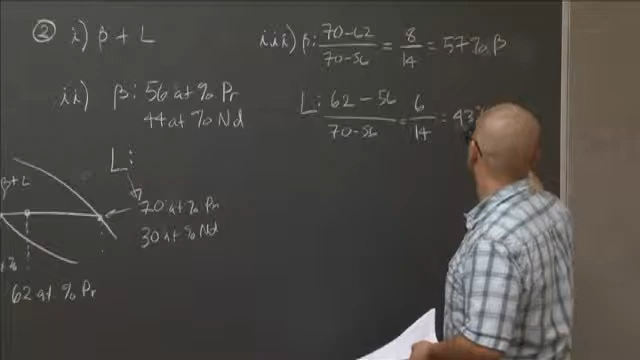 ② i) β + L
ii) β: 56 at % Pr
44 at % Nd
L:
70 at % Pr
30 at % Nd
β+L
62 at % Pr
iii) β: 70-62 / 70-56 = 8/14 = 57% β
L: 62-56 / 70-56 = 6/14 = 43%